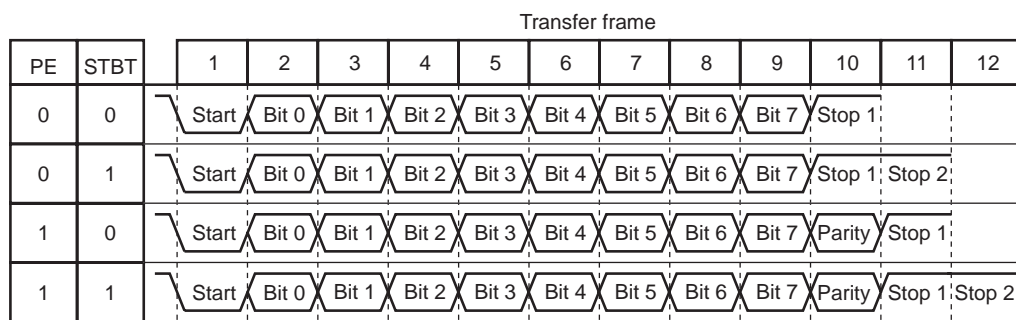 Transfer frame
PE STBT 1 2 3 4 5 6 7 8 9 10 11 12
0 0 Start Bit 0 Bit 1 Bit 2 Bit 3 Bit 4 Bit 5 Bit 6 Bit 7 Stop 1
0 1 Start Bit 0 Bit 1 Bit 2 Bit 3 Bit 4 Bit 5 Bit 6 Bit 7 Stop 1 Stop 2
1 0 Start Bit 0 Bit 1 Bit 2 Bit 3 Bit 4 Bit 5 Bit 6 Bit 7 Parity Stop 1
1 1 Start Bit 0 Bit 1 Bit 2 Bit 3 Bit 4 Bit 5 Bit 6 Bit 7 Parity Stop 1 Stop 2